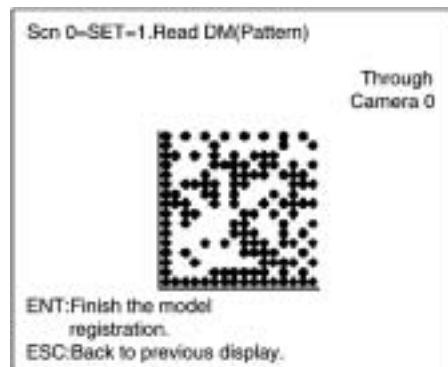 Scn 0=SET=1.Read DM(Pattern)
Through
Camera 0
ENT:Finish the model
registration.
ESC:Back to previous display.